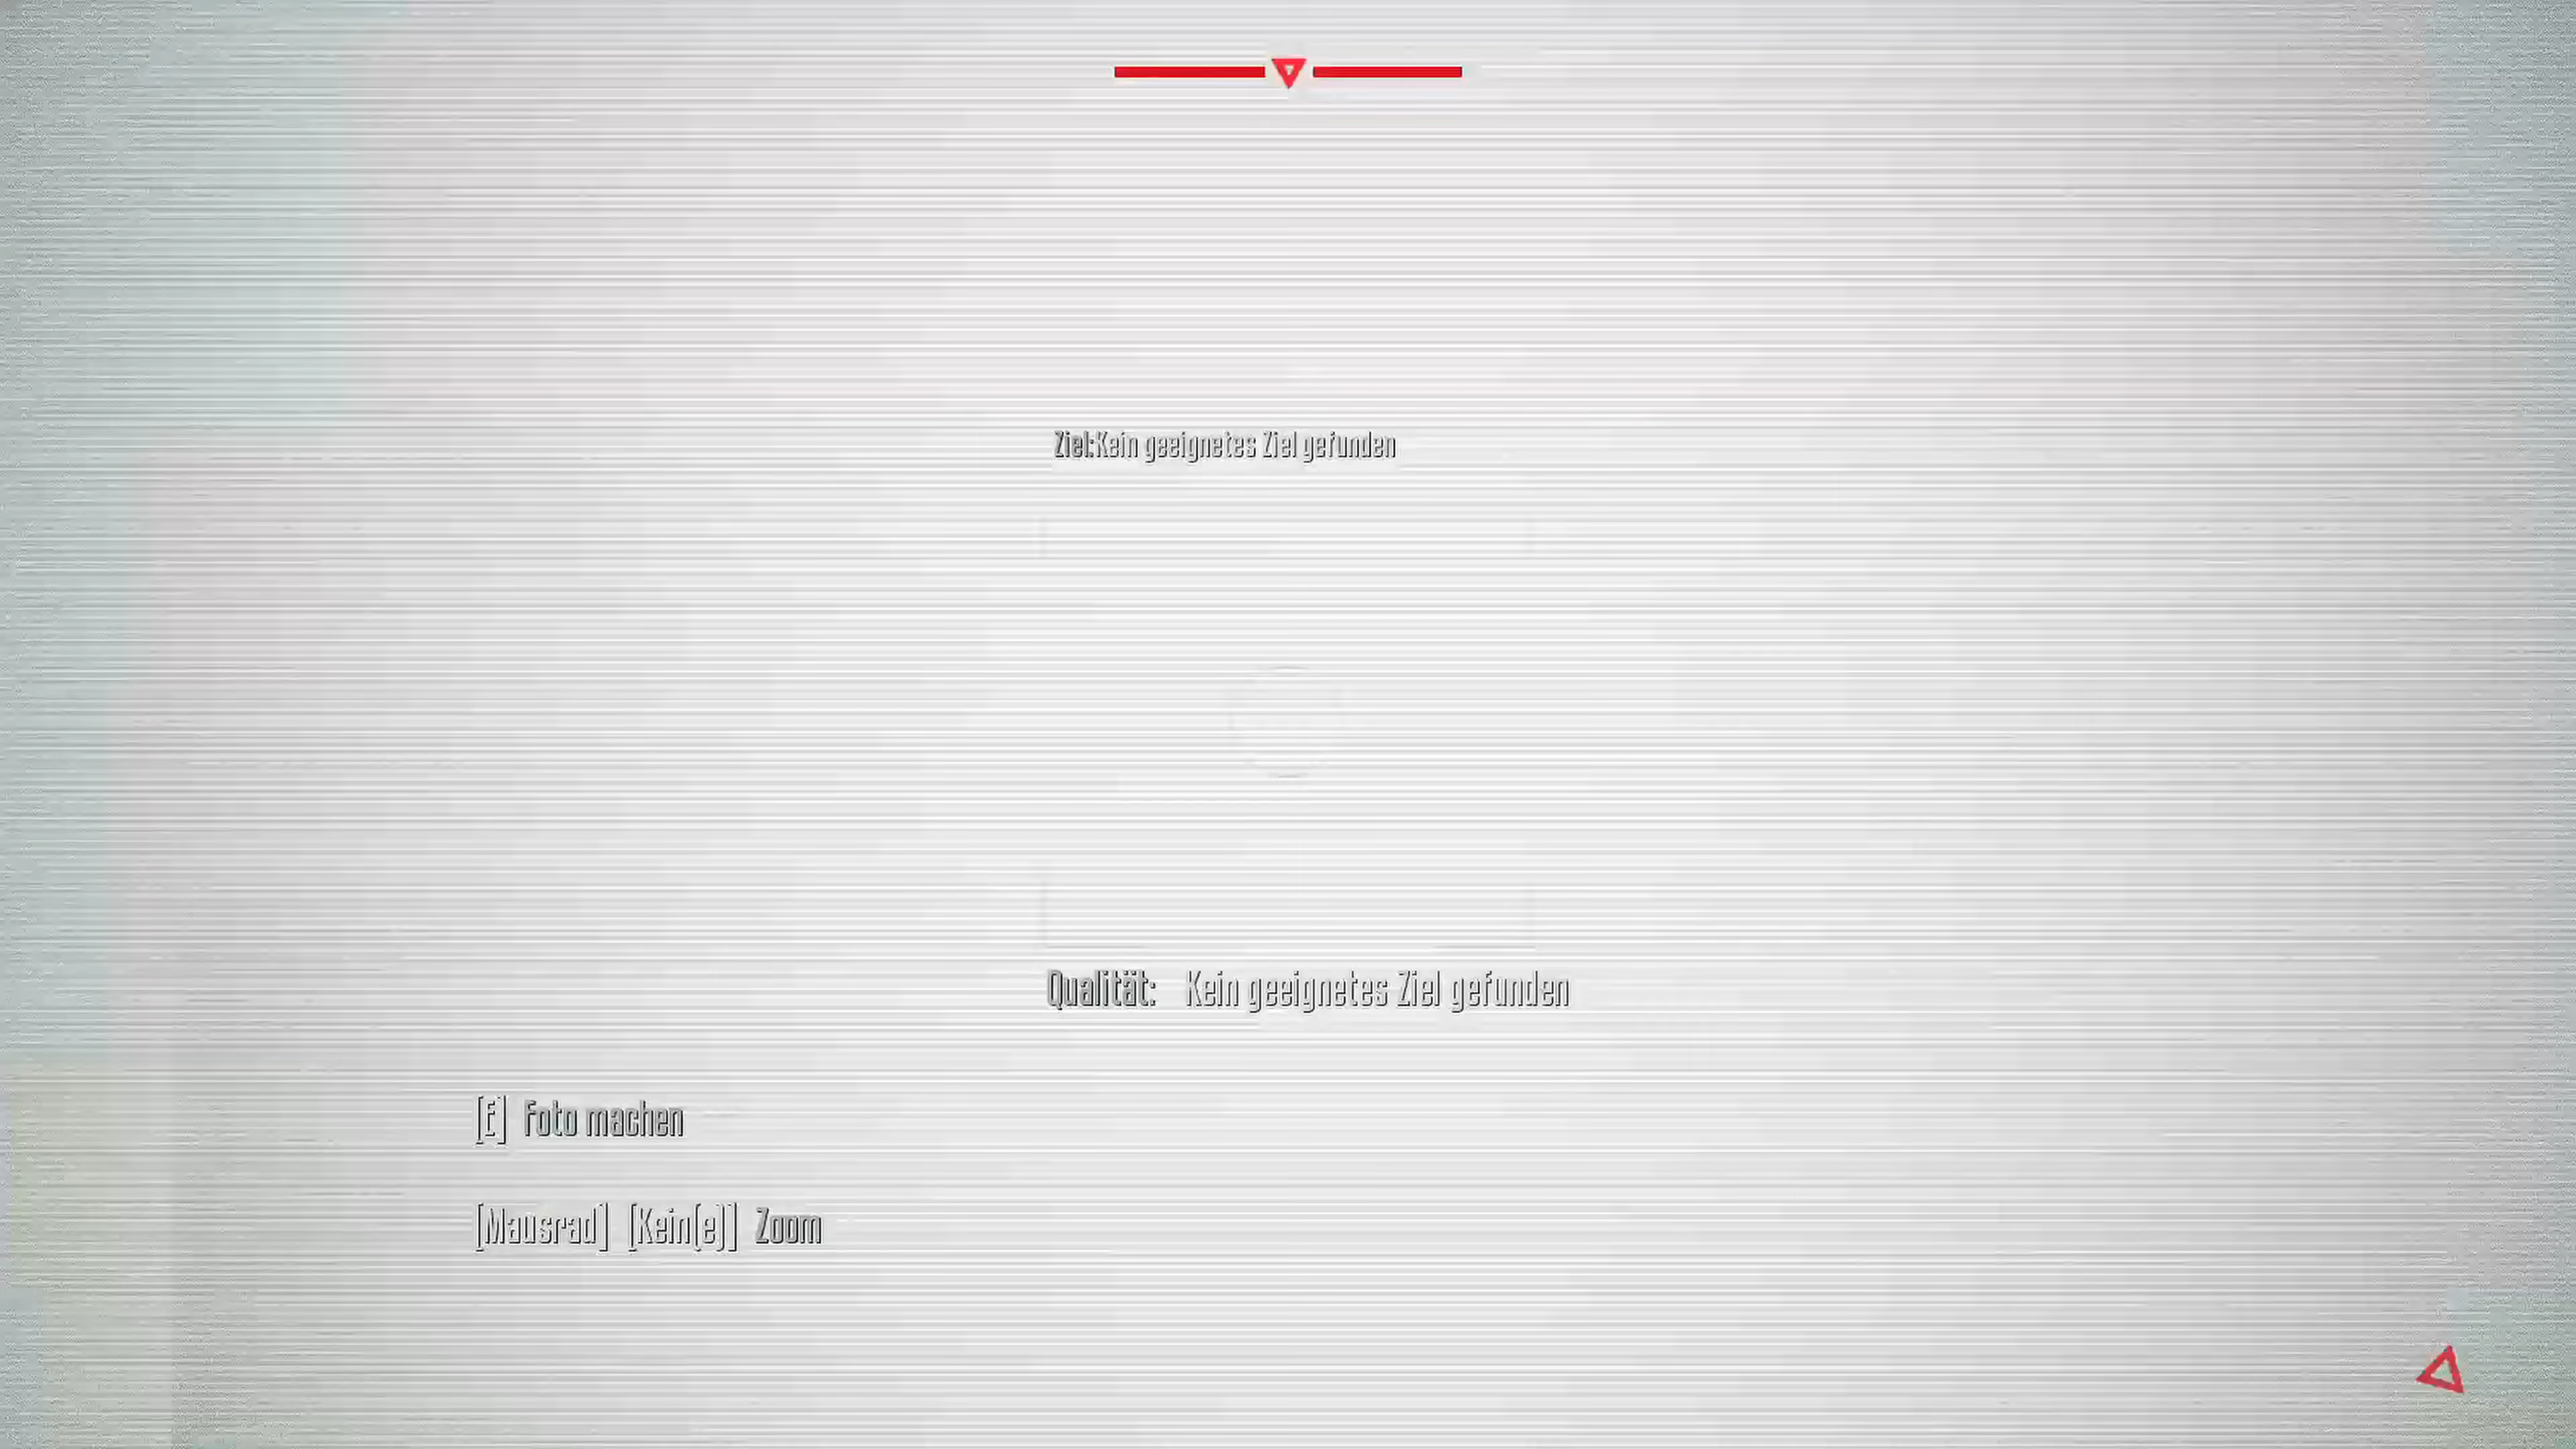 Ziel:Kein geeignetes Ziel gefunden
Qualität: Kein geeignetes Ziel gefunden
[E] Foto machen
[Mausrad] [Kein(e)] Zoom